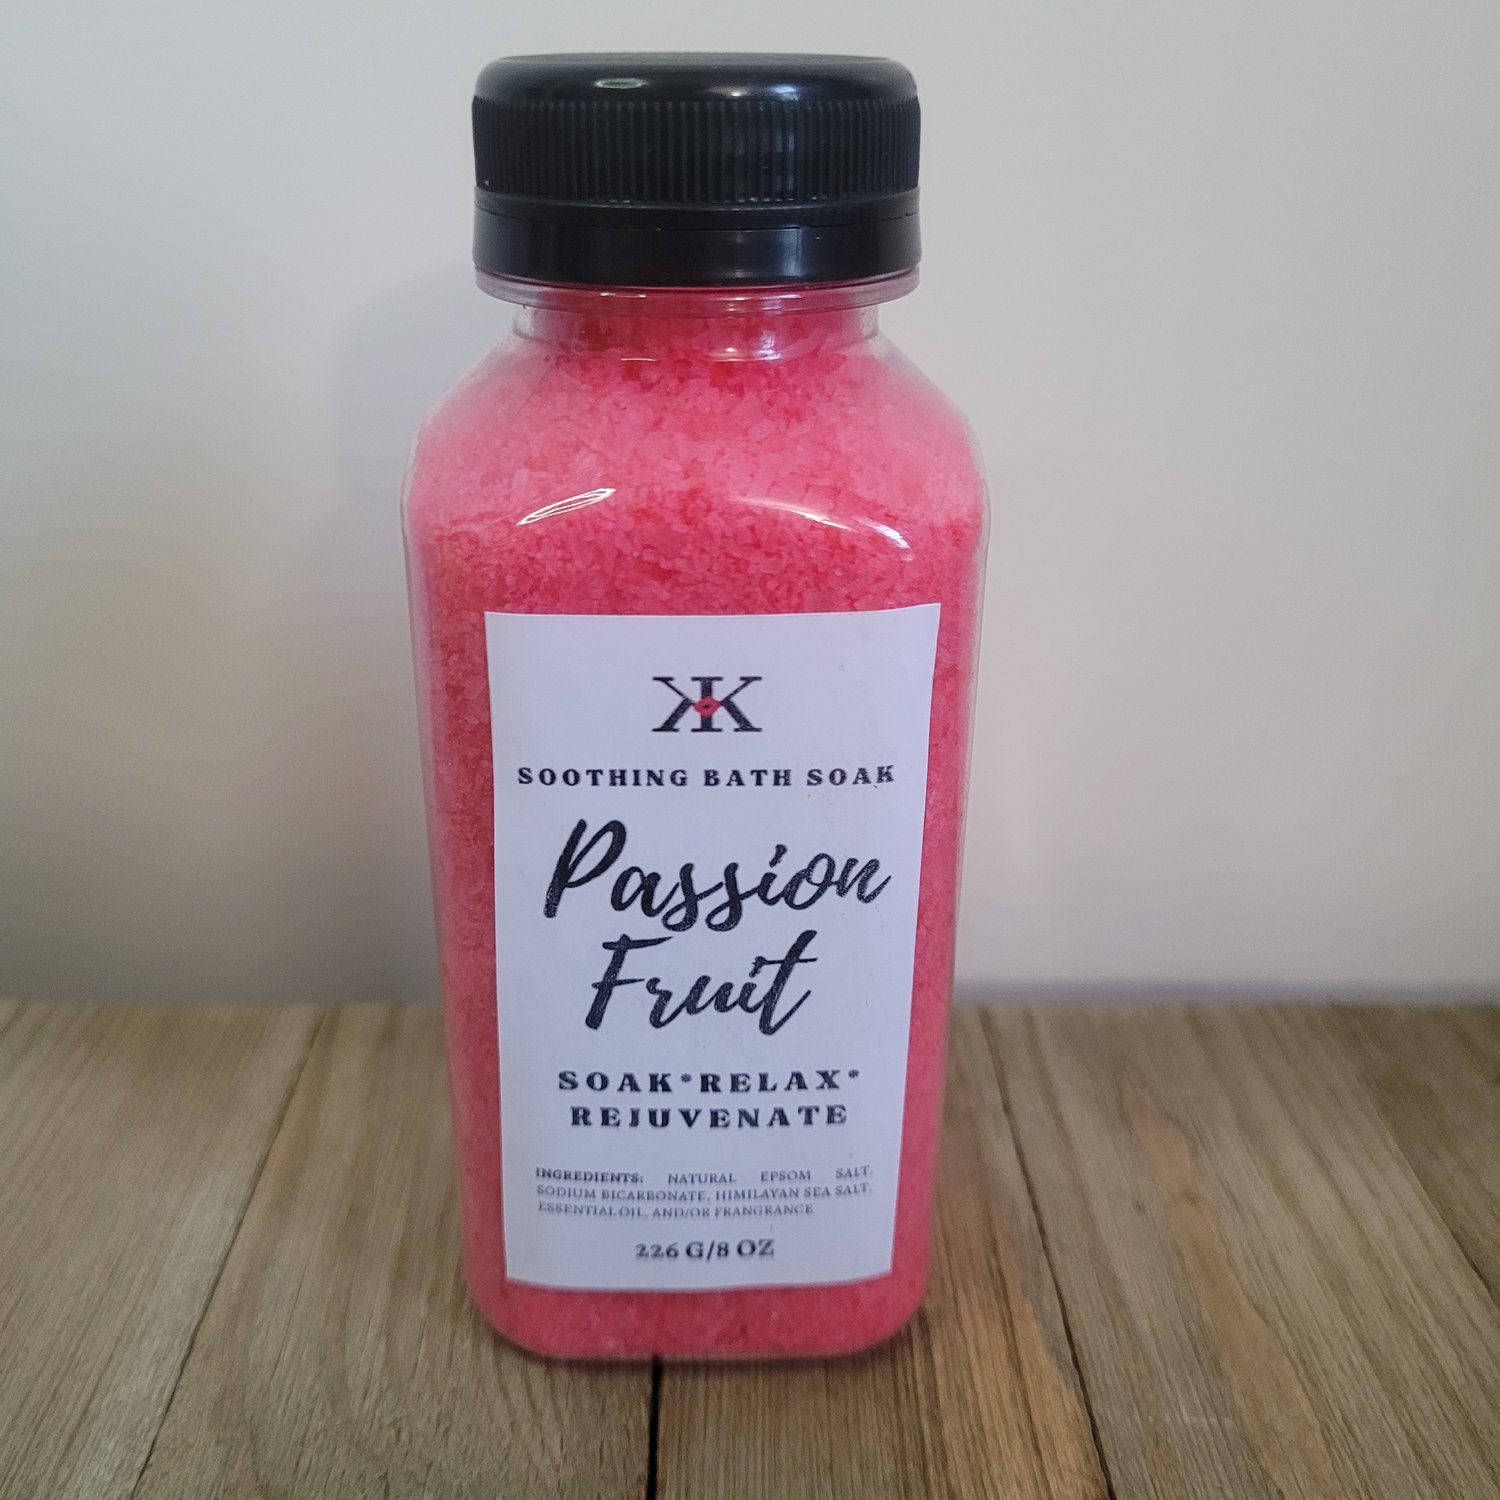 KK
SOOTHING BATH SOAK
Passion
Fruit
SOAK*RELAX*
REJUVENATE
INGREDIENTS: NATURAL EPSOM SALT,
SODIUM BICARBONATE, HIMILAYAN SEA SALT,
ESSENTIAL OIL, AND/OR FRANGRANCE
226 G/8 OZ